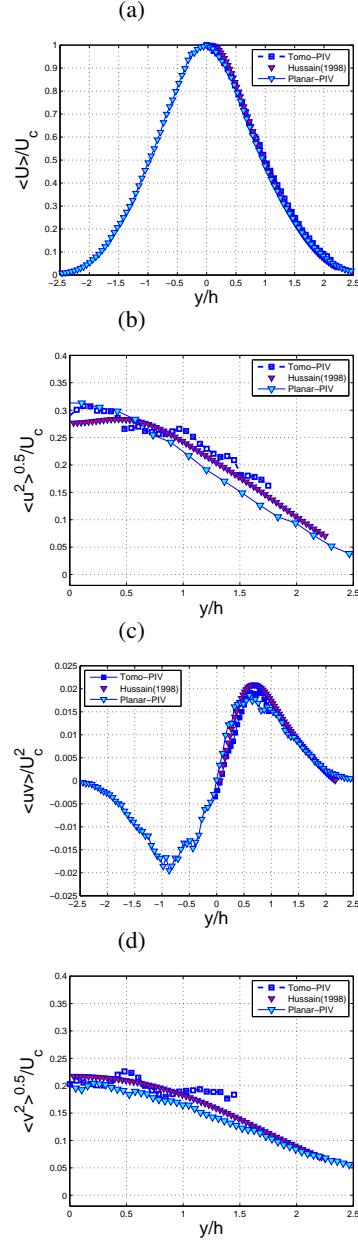 (a)
1
0.9
0.8
0.7
0.6
0.5
0.4
0.3
0.2
0.1
0
<U>/U_c
Tomo-PIV
Hussain(1998)
Planar-PIV
−2.5 −2 −1.5 −1 −0.5 0 0.5 1 1.5 2 2.5
y/h
(b)
0.4
0.35
0.3
0.25
0.2
0.15
0.1
0.05
0
<u²>^0.5/U_c
Tomo-PIV
Hussain(1998)
Planar-PIV
0 0.5 1 1.5 2 2.5
y/h
(c)
0.025
0.02
0.015
0.01
0.005
0
−0.005
−0.01
−0.015
−0.02
−0.025
<uv>/U_c²
Tomo-PIV
Hussain(1998)
Planar-PIV
−2.5 −2 −1.5 −1 −0.5 0 0.5 1 1.5 2 2.5
y/h
(d)
0.4
0.35
0.3
0.25
0.2
0.15
0.1
0.05
0
<v²>^0.5/U_c
Tomo-PIV
Hussain(1998)
Planar-PIV
0 0.5 1 1.5 2 2.5
y/h